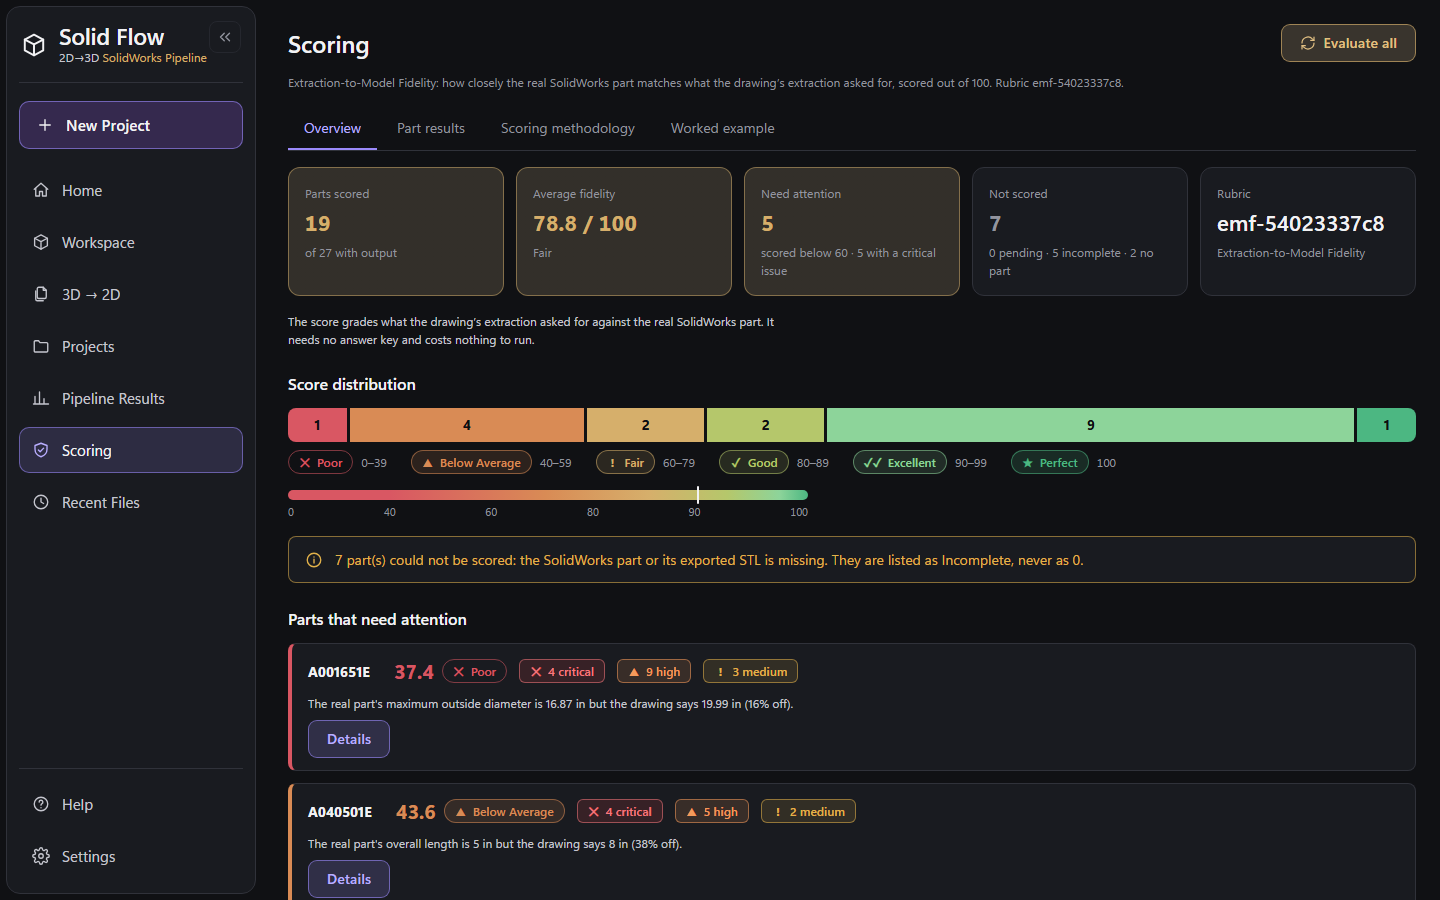 Solid Flow
2D→3D SolidWorks Pipeline
New Project
Home
Workspace
3D → 2D
Projects
Pipeline Results
Scoring
Recent Files
Help
Settings
Scoring
Evaluate all
Extraction-to-Model Fidelity: how closely the real SolidWorks part matches what the drawing's extraction asked for, scored out of 100. Rubric emf-54023337c8.
Overview
Part results
Scoring methodology
Worked example
Parts scored
19
of 27 with output
Average fidelity
78.8 / 100
Fair
Need attention
5
scored below 60 · 5 with a critical
issue
Not scored
7
0 pending · 5 incomplete · 2 no
part
Rubric
emf-54023337c8
Extraction-to-Model Fidelity
The score grades what the drawing's extraction asked for against the real SolidWorks part. It
needs no answer key and costs nothing to run.
Score distribution
1 4 2 2 9 1
Poor 0–39 Below Average 40–59 Fair 60–79 Good 80–89 Excellent 90–99 Perfect 100
0 40 60 80 90 100
7 part(s) could not be scored: the SolidWorks part or its exported STL is missing. They are listed as Incomplete, never as 0.
Parts that need attention
A001651E 37.4 Poor 4 critical 9 high 3 medium
The real part's maximum outside diameter is 16.87 in but the drawing says 19.99 in (16% off).
Details
A040501E 43.6 Below Average 4 critical 5 high 2 medium
The real part's overall length is 5 in but the drawing says 8 in (38% off).
Details